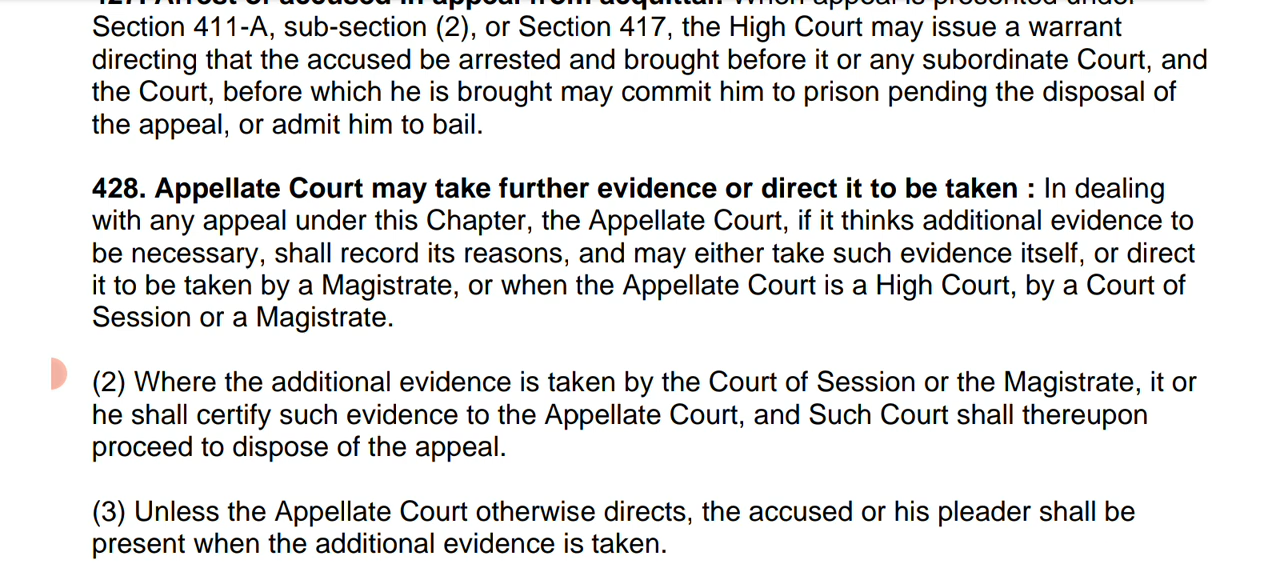 Section 411-A, sub-section (2), or Section 417, the High Court may issue a warrant
directing that the accused be arrested and brought before it or any subordinate Court, and
the Court, before which he is brought may commit him to prison pending the disposal of
the appeal, or admit him to bail.
428. Appellate Court may take further evidence or direct it to be taken : In dealing
with any appeal under this Chapter, the Appellate Court, if it thinks additional evidence to
be necessary, shall record its reasons, and may either take such evidence itself, or direct
it to be taken by a Magistrate, or when the Appellate Court is a High Court, by a Court of
Session or a Magistrate.
(2) Where the additional evidence is taken by the Court of Session or the Magistrate, it or
he shall certify such evidence to the Appellate Court, and Such Court shall thereupon
proceed to dispose of the appeal.
(3) Unless the Appellate Court otherwise directs, the accused or his pleader shall be
present when the additional evidence is taken.